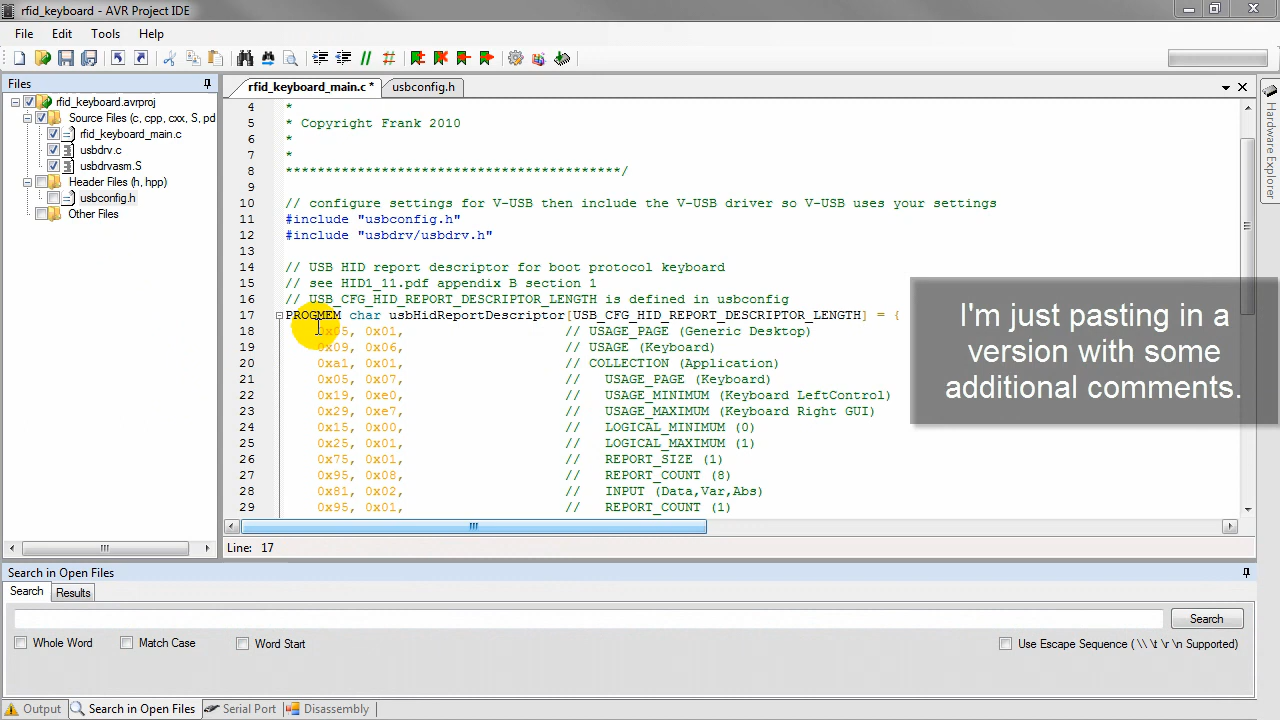 rfid_keyboard - AVR Project IDE
File Edit Tools Help
Files
rfid_keyboard_main.c * usbconfig.h
rfid_keyboard.avrproj
Source Files (c, cpp, cxx, S, pd
rfid_keyboard_main.c
usbdrv.c
usbdrvasm.S
Header Files (h, hpp)
usbconfig.h
Other Files
4 *
5 * Copyright Frank 2010
6 *
7 *
8 ******************************************/
9
10 // configure settings for V-USB then include the V-USB driver so V-USB uses your settings
11 #include "usbconfig.h"
12 #include "usbdrv/usbdrv.h"
13
14 // USB HID report descriptor for boot protocol keyboard
15 // see HID1_11.pdf appendix B section 1
16 // USB_CFG_HID_REPORT_DESCRIPTOR_LENGTH is defined in usbconfig
17 PROGMEM char usbHidReportDescriptor[USB_CFG_HID_REPORT_DESCRIPTOR_LENGTH] = {
18 0x05, 0x01, // USAGE_PAGE (Generic Desktop)
19 0x09, 0x06, // USAGE (Keyboard)
20 0xa1, 0x01, // COLLECTION (Application)
21 0x05, 0x07, // USAGE_PAGE (Keyboard)
22 0x19, 0xe0, // USAGE_MINIMUM (Keyboard LeftControl)
23 0x29, 0xe7, // USAGE_MAXIMUM (Keyboard Right GUI)
24 0x15, 0x00, // LOGICAL_MINIMUM (0)
25 0x25, 0x01, // LOGICAL_MAXIMUM (1)
26 0x75, 0x01, // REPORT_SIZE (1)
27 0x95, 0x08, // REPORT_COUNT (8)
28 0x81, 0x02, // INPUT (Data,Var,Abs)
29 0x95, 0x01, // REPORT_COUNT (1)
I'm just pasting in a
version with some
additional comments.
Hardware Explorer
Line: 17
Search in Open Files
Search Results
Search
Whole Word Match Case Word Start Use Escape Sequence ( \\ \t \r \n Supported)
Output Search in Open Files Serial Port Disassembly